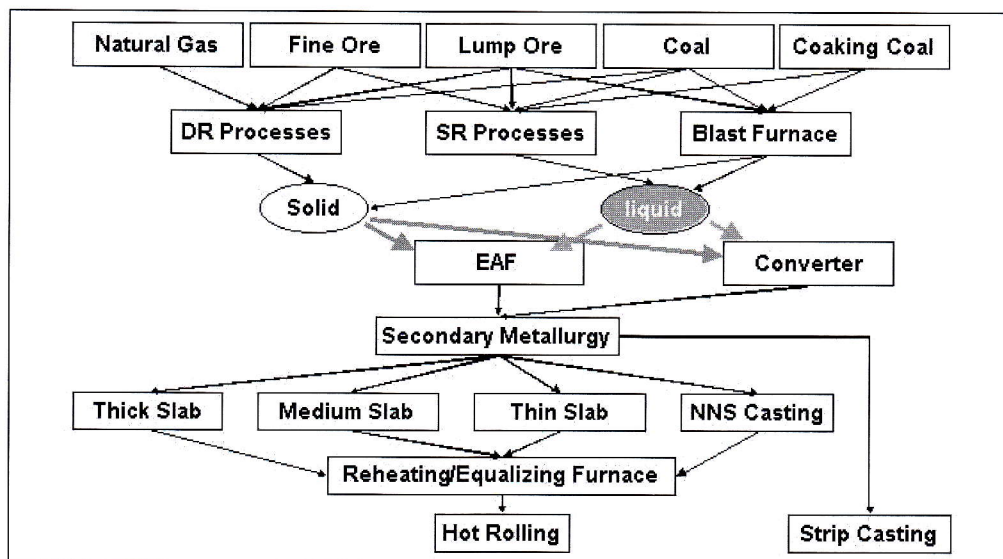 Natural Gas
Fine Ore
Lump Ore
Coal
Coaking Coal
DR Processes
SR Processes
Blast Furnace
Solid
liquid
EAF
Converter
Secondary Metallurgy
Thick Slab
Medium Slab
Thin Slab
NNS Casting
Reheating/Equalizing Furnace
Hot Rolling
Strip Casting